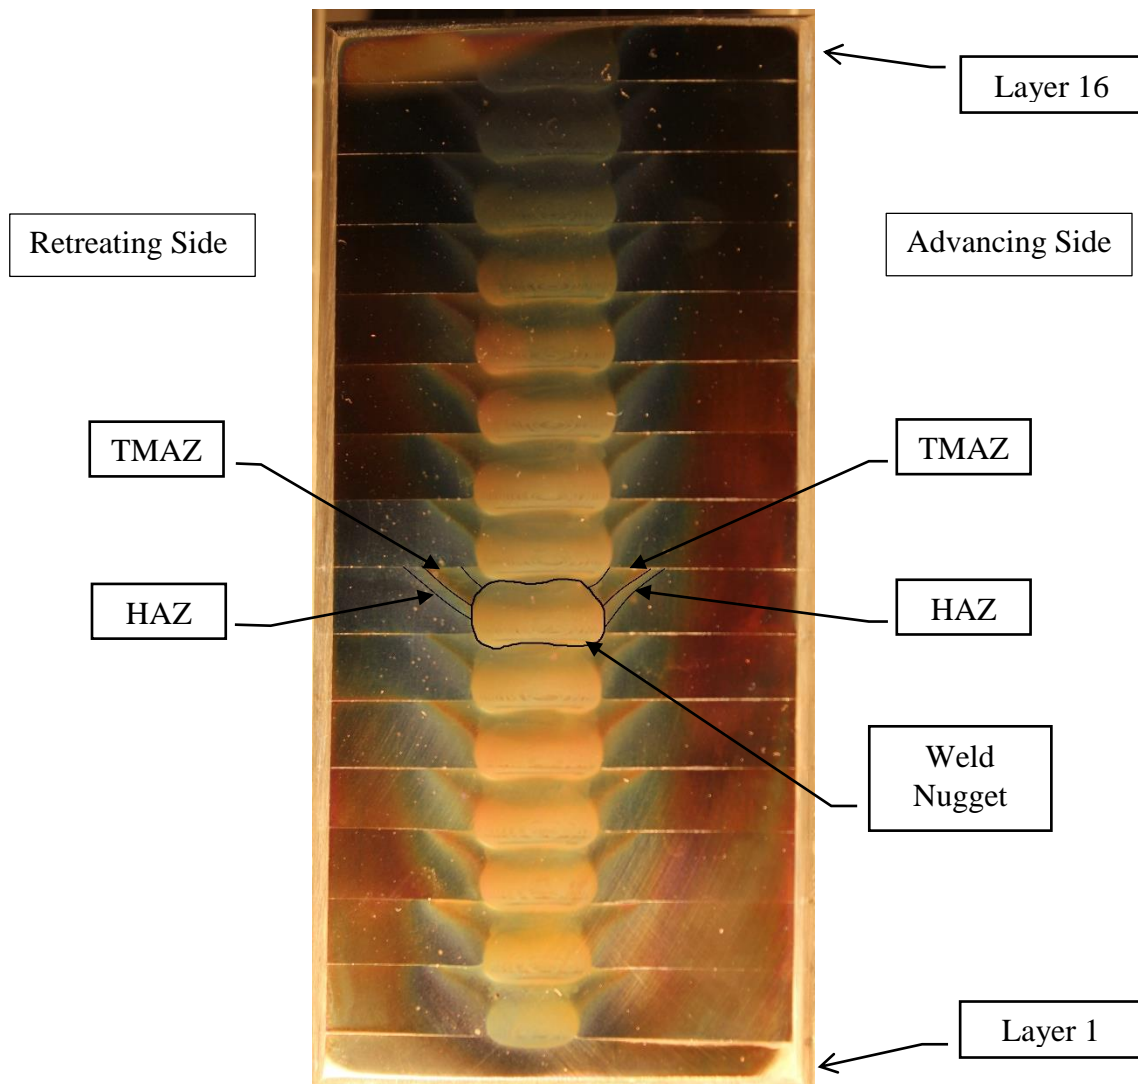 Layer 16
Retreating Side
Advancing Side
TMAZ
TMAZ
HAZ
HAZ
Weld
Nugget
Layer 1